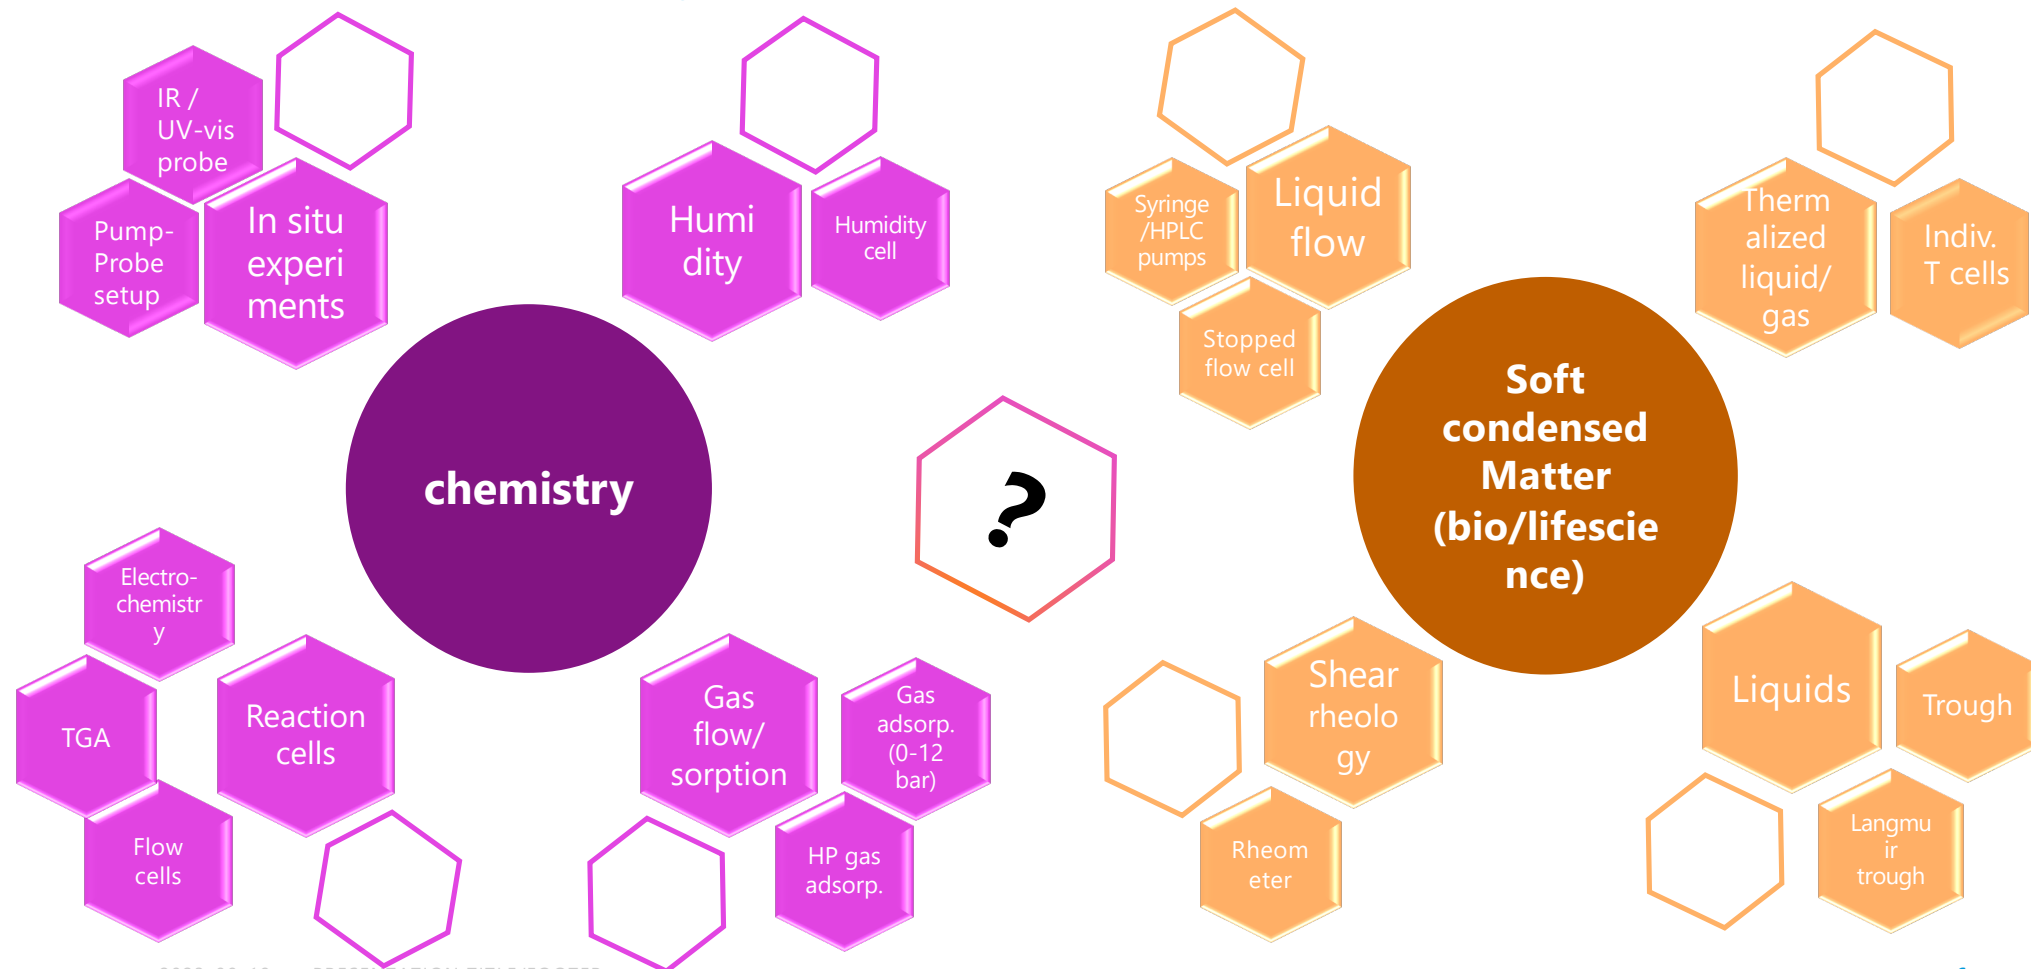 IR /
UV-vis
probe
Pump-
Probe
setup
In situ
experi
ments
Humi
dity
Humidity
cell
Syringe
/HPLC
pumps
Liquid
flow
Stopped
flow cell
Therm
alized
liquid/
gas
Indiv.
T cells
chemistry
?
Soft
condensed
Matter
(bio/lifescie
nce)
Electro-
chemistr
y
TGA
Reaction
cells
Flow
cells
Gas
flow/
sorption
Gas
adsorp.
(0-12
bar)
HP gas
adsorp.
Shear
rheolo
gy
Rheom
eter
Liquids
Trough
Langmu
ir
trough
PRESENTATION TITLE/FOOTER